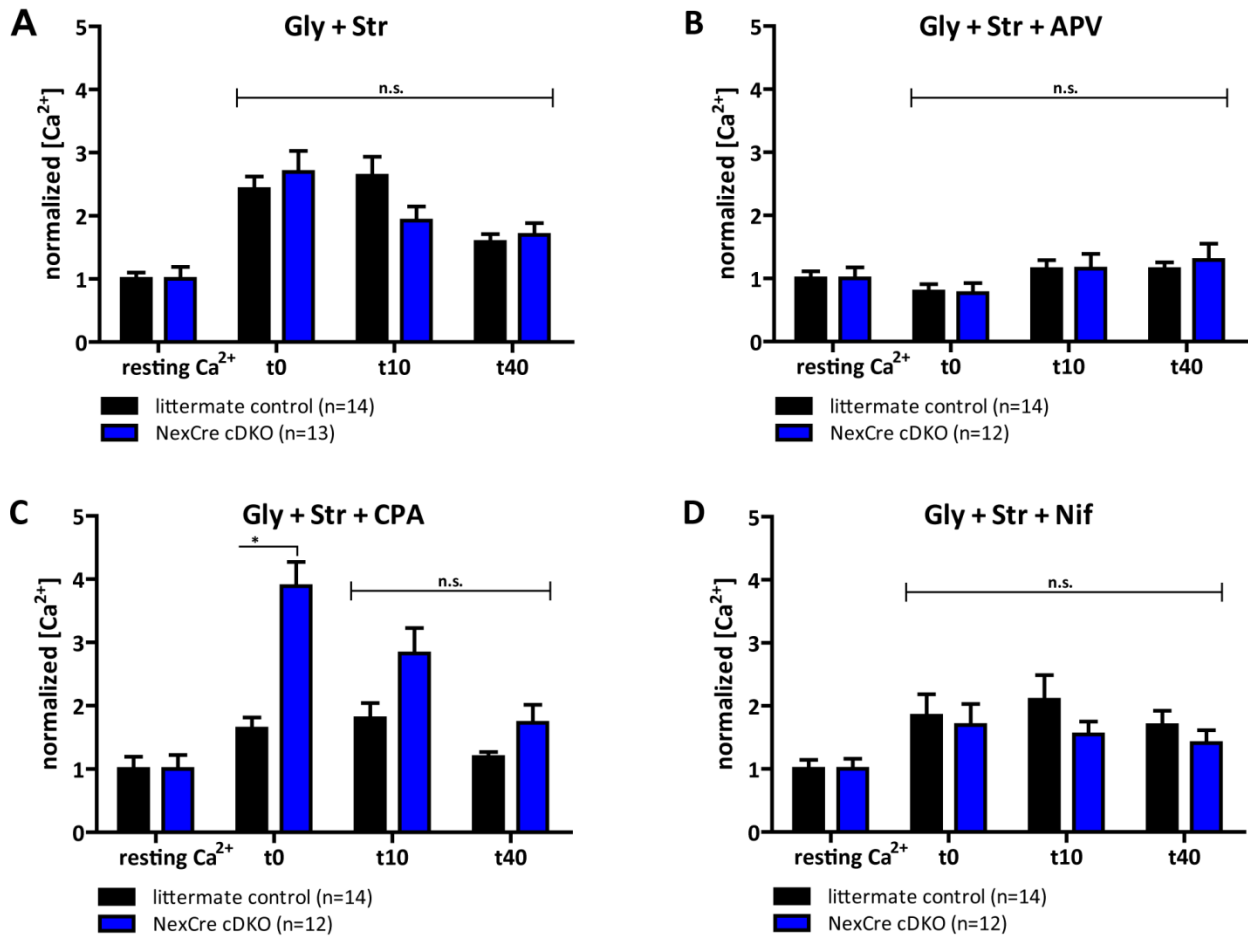 A
Gly + Str
normalized [Ca²⁺]
5
4
3
2
1
0
n.s.
resting Ca²⁺ t0 t10 t40
littermate control (n=14)
NexCre cDKO (n=13)
B
Gly + Str + APV
normalized [Ca²⁺]
5
4
3
2
1
0
n.s.
resting Ca²⁺ t0 t10 t40
littermate control (n=14)
NexCre cDKO (n=12)
C
Gly + Str + CPA
normalized [Ca²⁺]
5
4
3
2
1
0
* n.s.
resting Ca²⁺ t0 t10 t40
littermate control (n=14)
NexCre cDKO (n=12)
D
Gly + Str + Nif
normalized [Ca²⁺]
5
4
3
2
1
0
n.s.
resting Ca²⁺ t0 t10 t40
littermate control (n=14)
NexCre cDKO (n=12)